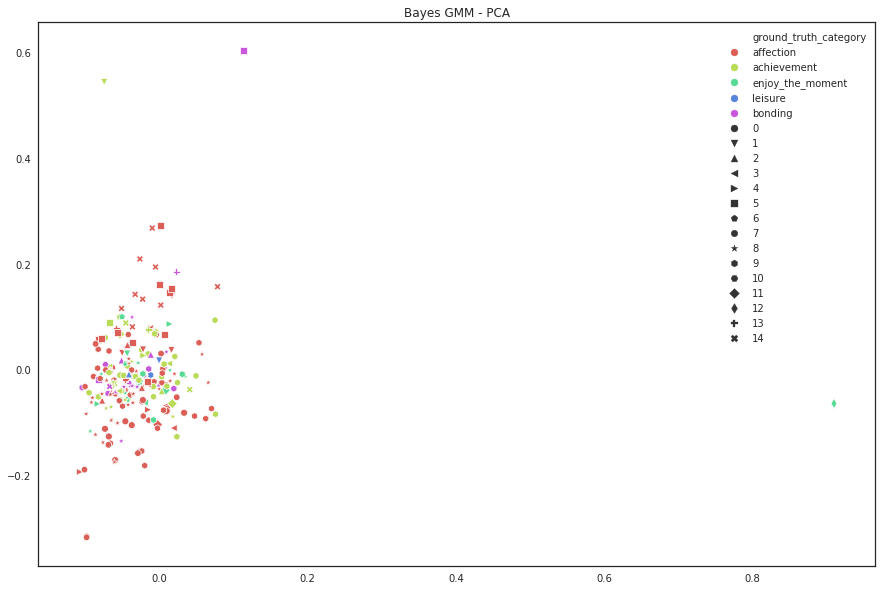 Bayes GMM - PCA
ground_truth_category
affection
achievement
enjoy_the_moment
leisure
bonding
0
1
2
3
4
5
6
7
8
9
10
11
12
13
14
0.6
0.4
0.2
0.0
−0.2
0.0 0.2 0.4 0.6 0.8